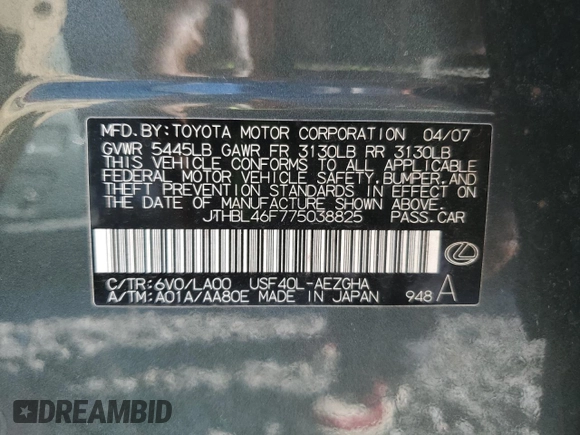 MFD. BY: TOYOTA MOTOR CORPORATION 04/07
GVWR 5445LB GAWR FR 3130LB RR 3130LB
THIS VEHICLE CONFORMS TO ALL APPLICABLE
FEDERAL MOTOR VEHICLE SAFETY, BUMPER, AND
THEFT PREVENTION STANDARDS IN EFFECT ON
THE DATE OF MANUFACTURE SHOWN ABOVE.
JTHBL46F775038825 PASS. CAR
C/TR: 6V0/LA00 USF40L-AEZGHA
A/TM: A01A/AA80E MADE IN JAPAN 948 A
DREAMBID